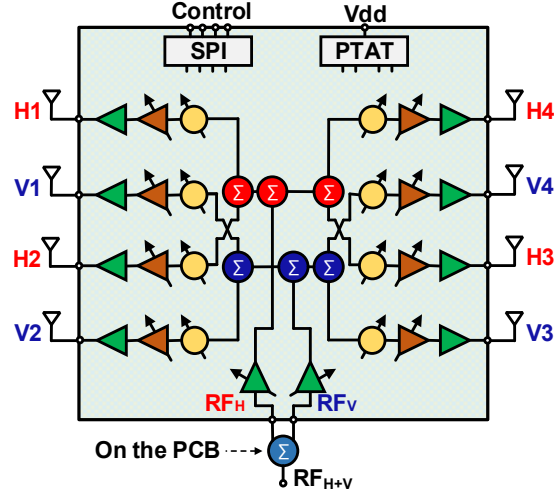 Control Vdd
SPI PTAT
H1 H4
V1 V4
H2 H3
V2 V3
Σ Σ Σ
Σ Σ Σ
RFH RFV
On the PCB Σ
RFH+V